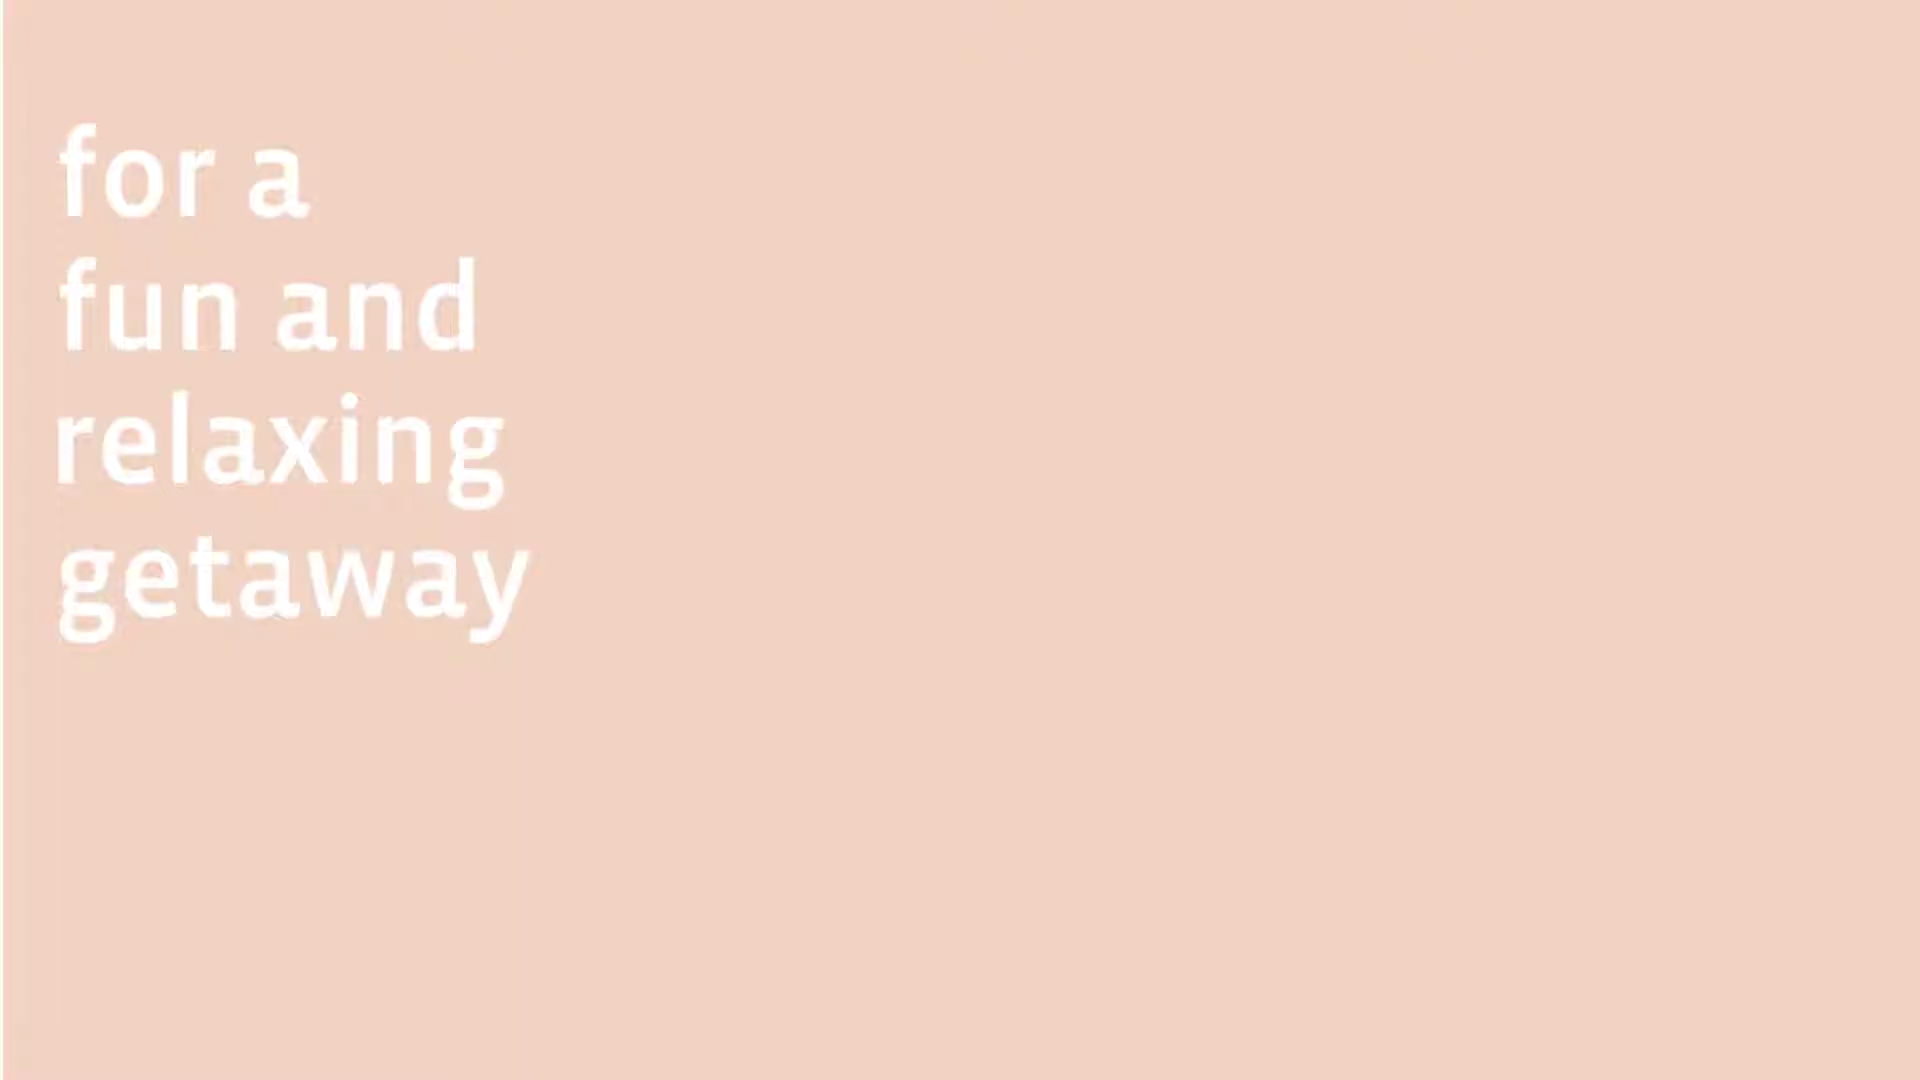 for a
fun and
relaxing
getaway